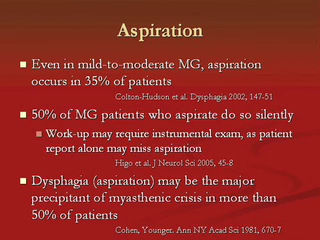 Aspiration
Even in mild-to-moderate MG, aspiration
occurs in 35% of patients
Colton-Hudson et al. Dysphagia 2002, 147-51
50% of MG patients who aspirate do so silently
Work-up may require instrumental exam, as patient
report alone may miss aspiration
Higo et al. J Neurol Sci 2005, 45-8
Dysphagia (aspiration) may be the major
precipitant of myasthenic crisis in more than
50% of patients
Cohen, Younger. Ann NY Acad Sci 1981, 670-7